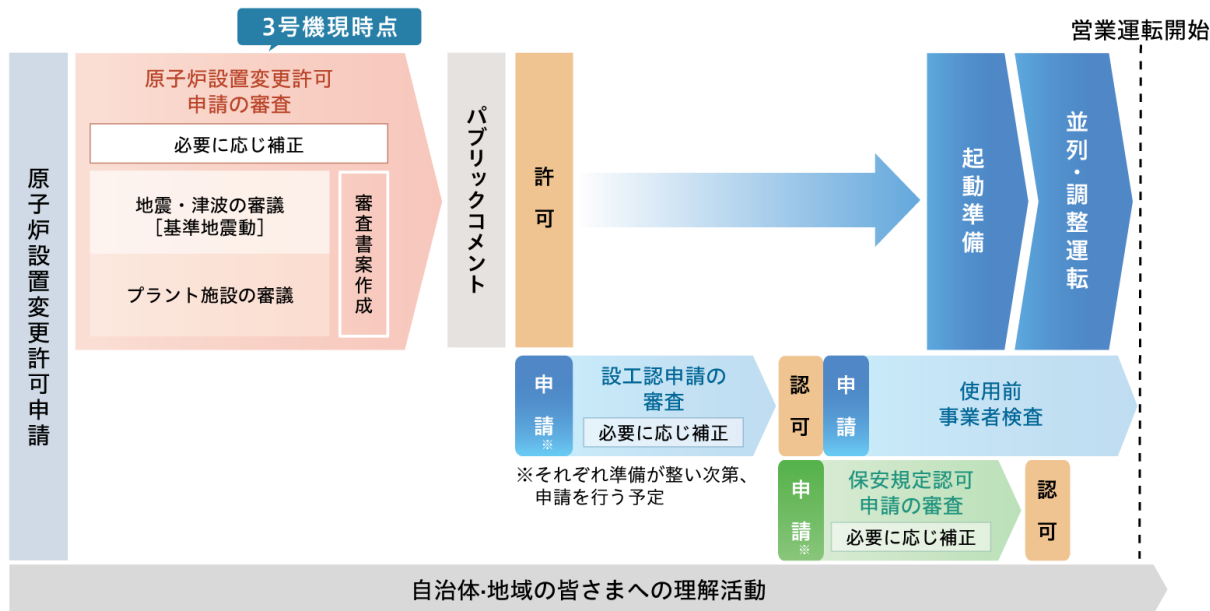 3号機現時点
営業運転開始
原子炉設置変更許可申請
原子炉設置変更許可
申請の審査
必要に応じ補正
地震・津波の審議
[基準地震動]
プラント施設の審議
審査書案作成
パブリックコメント
許可
起動準備
並列・調整運転
申請※
設工認申請の
審査
必要に応じ補正
認可
申請
使用前
事業者検査
※それぞれ準備が整い次第、
申請を行う予定
申請※
保安規定認可
申請の審査
必要に応じ補正
認可
自治体・地域の皆さまへの理解活動